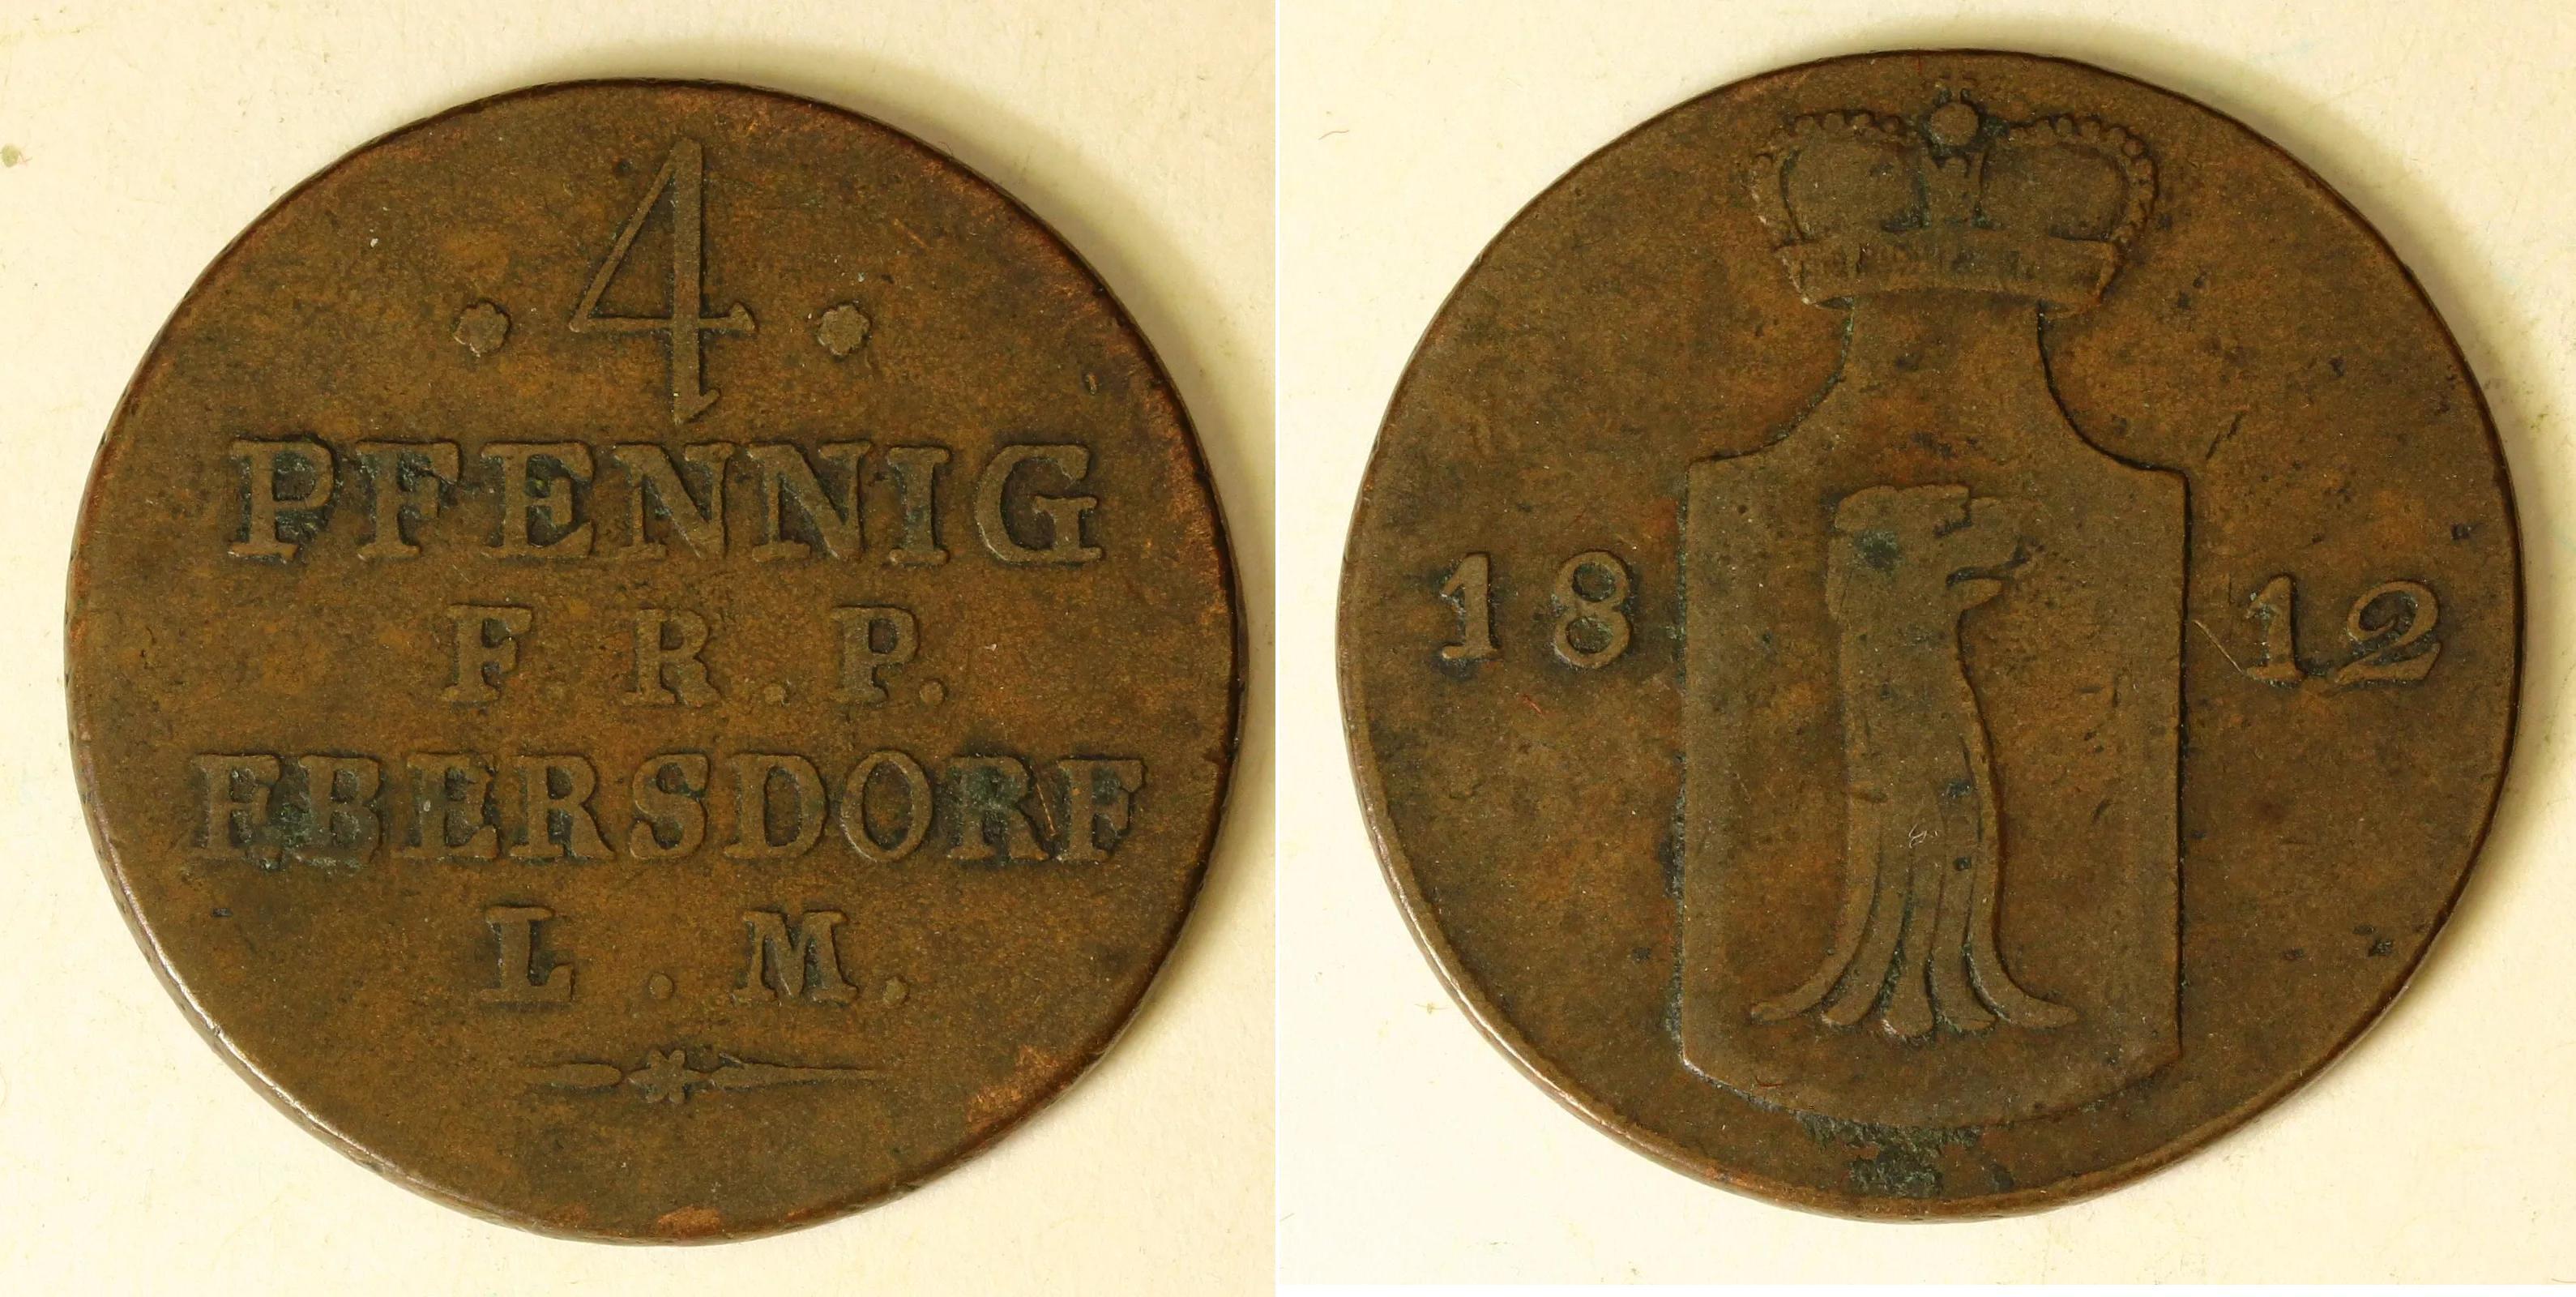 · 4 ·
PFENNIG
F. R. P.
EBERSDORF
L. M.
18 12